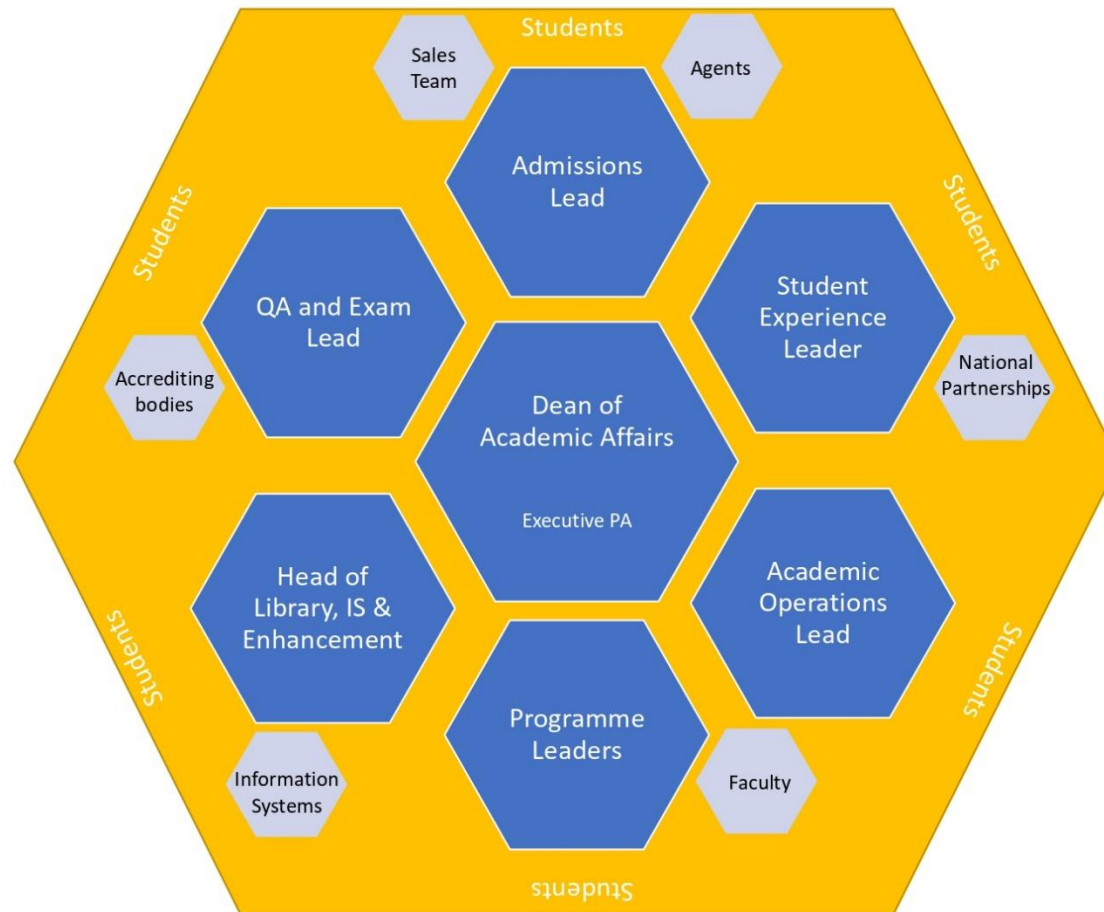 Students
Sales
Team
Agents
Admissions
Lead
Students
Students
QA and Exam
Lead
Student
Experience
Leader
Accrediting
bodies
National
Partnerships
Dean of
Academic Affairs
Executive PA
Head of
Library, IS &
Enhancement
Academic
Operations
Lead
Students
Students
Programme
Leaders
Information
Systems
Faculty
Students